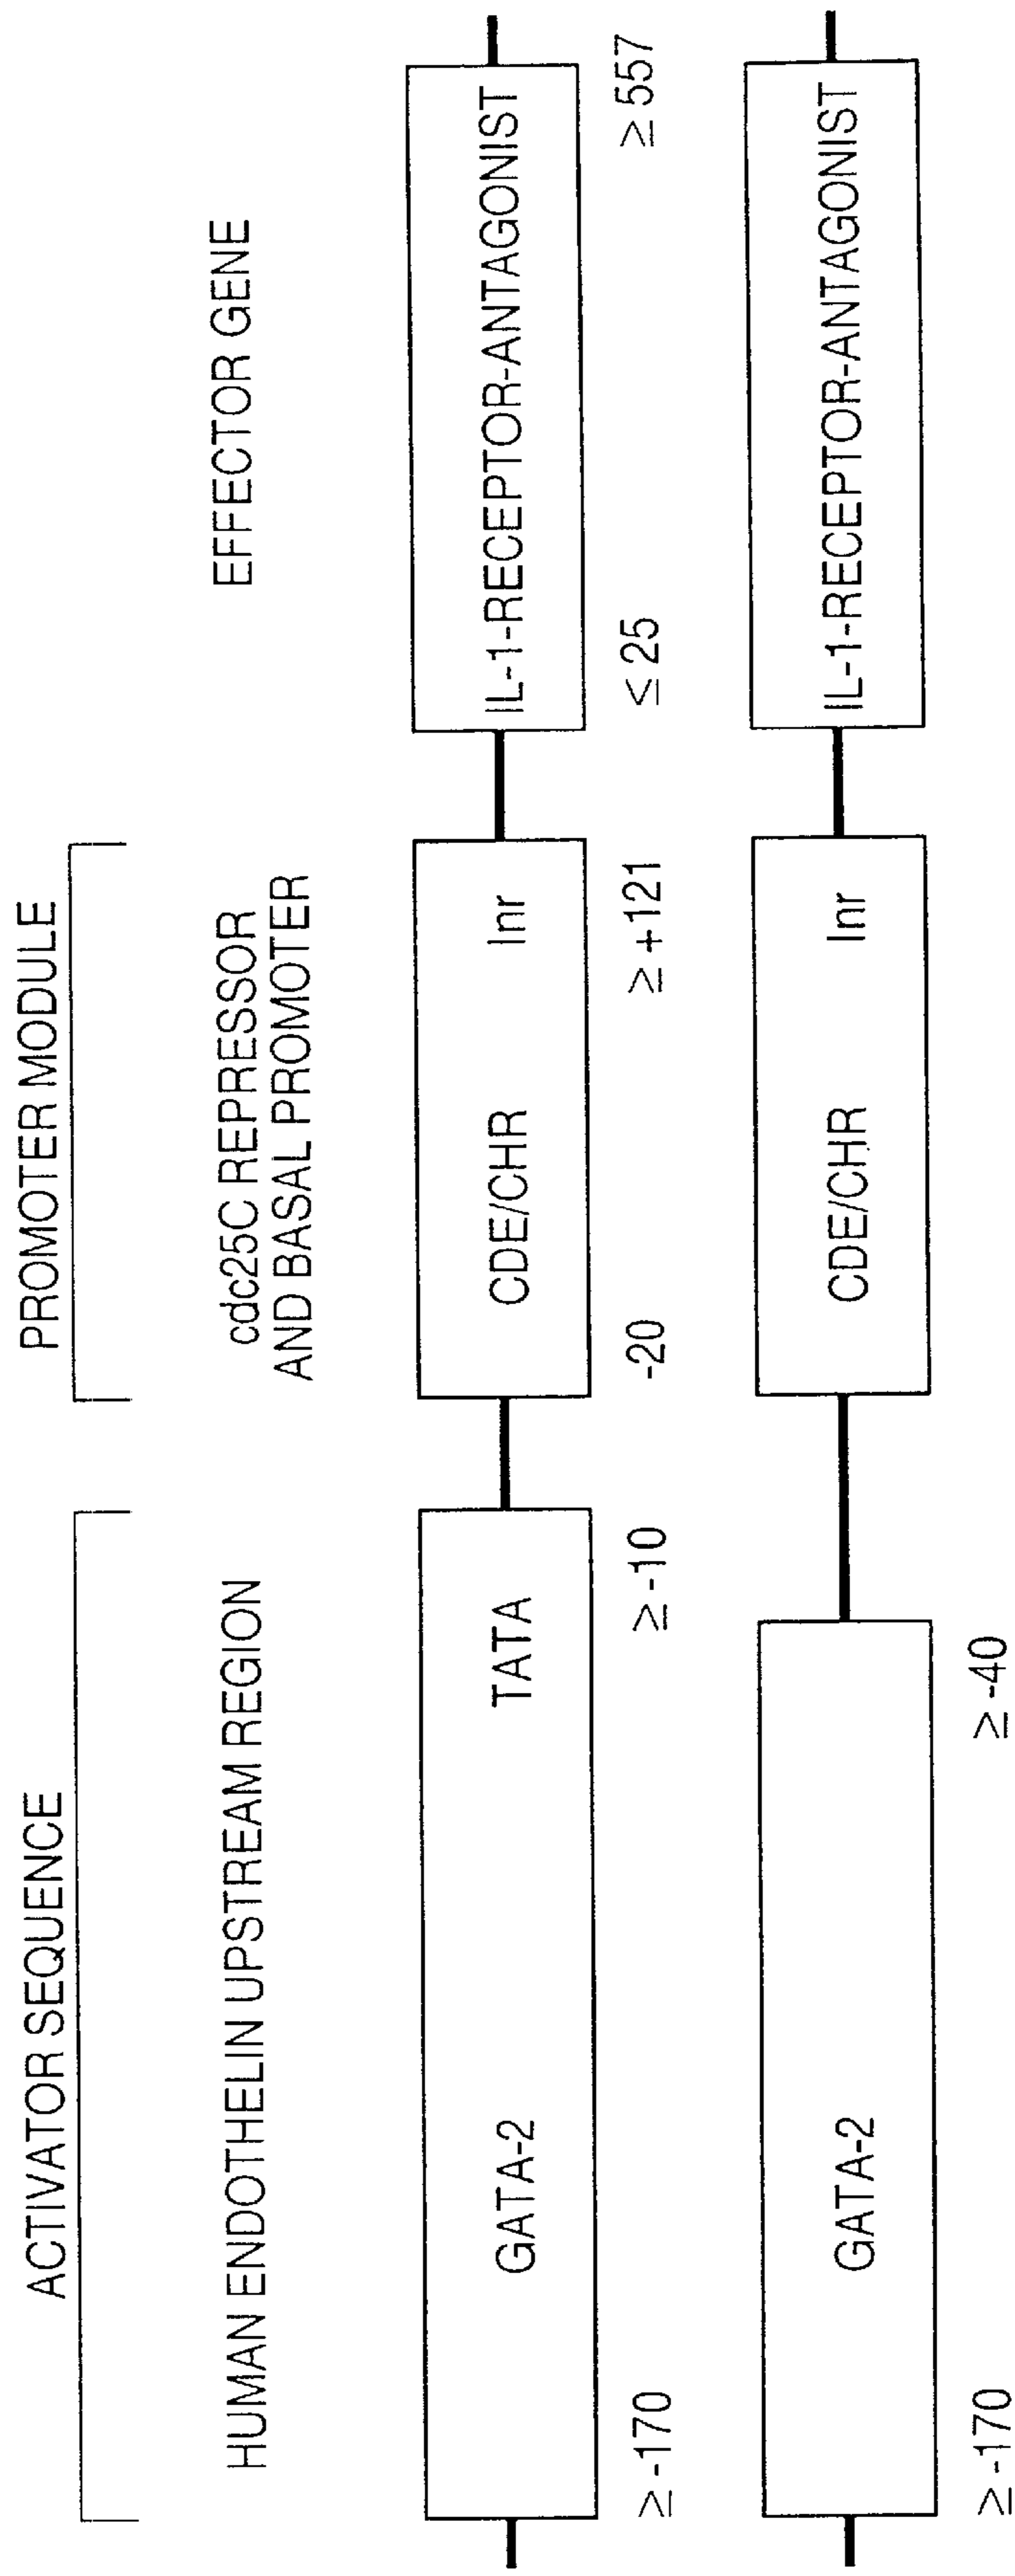 ACTIVATOR SEQUENCE
PROMOTER MODULE
HUMAN ENDOTHELIN UPSTREAM REGION
cdc25C REPRESSOR
AND BASAL PROMOTER
EFFECTOR GENE
GATA-2 TATA CDE/CHR Inr IL-1-RECEPTOR-ANTAGONIST
≥ -170 ≥ -10 -20 ≥ +121 ≤ 25 ≥ 557
GATA-2 CDE/CHR Inr IL-1-RECEPTOR-ANTAGONIST
≥ -170 ≥ -40